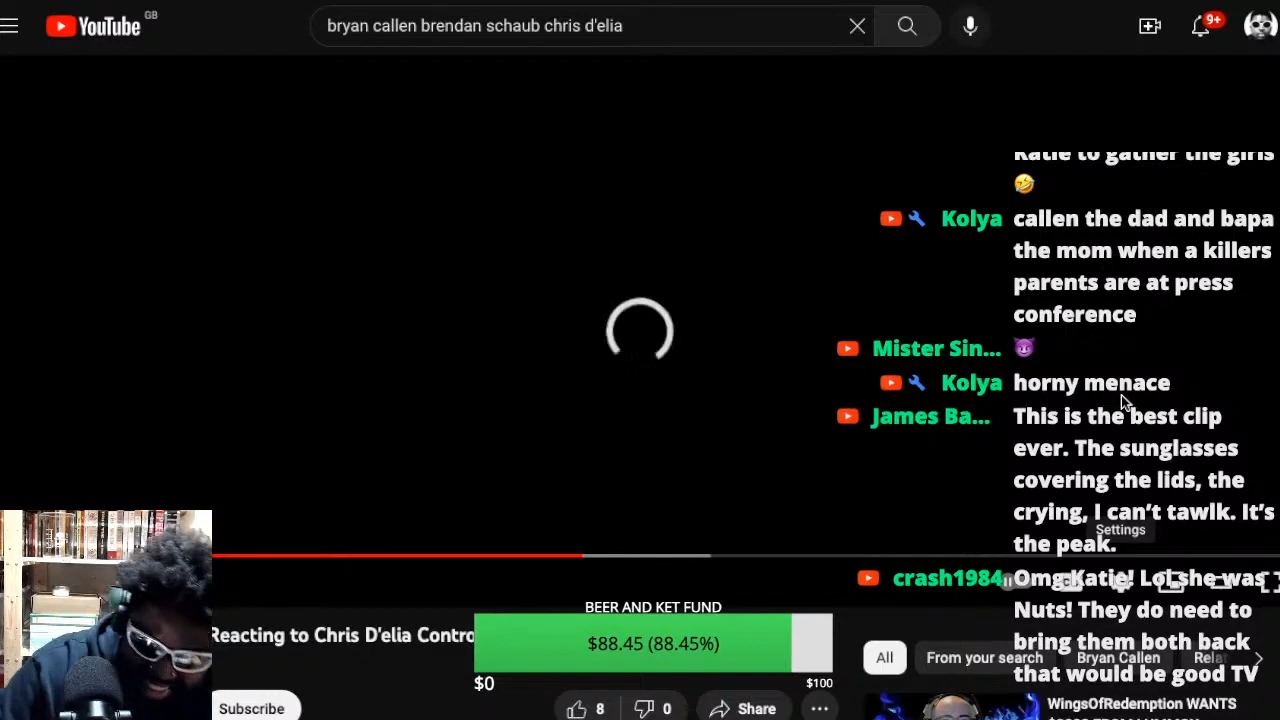 YouTube GB
bryan callen brendan schaub chris d'elia
9+
Katie to gather the girls
🤣
Kolya callen the dad and bapa
the mom when a killers
parents are at press
conference
Mister Sin... 😈
Kolya horny menace
James Ba... This is the best clip
ever. The sunglasses
covering the lids, the
crying, I can't tawlk. It's
the peak.
Settings
crash1984 Omg Katie! Lol she was
Nuts! They do need to
bring them both back
that would be good TV
BEER AND KET FUND
$88.45 (88.45%)
$0
$100
Reacting to Chris D'elia Contro
All
From your search
Bryan Callen
Relat
Subscribe
8
0
Share
WingsOfRedemption WANTS